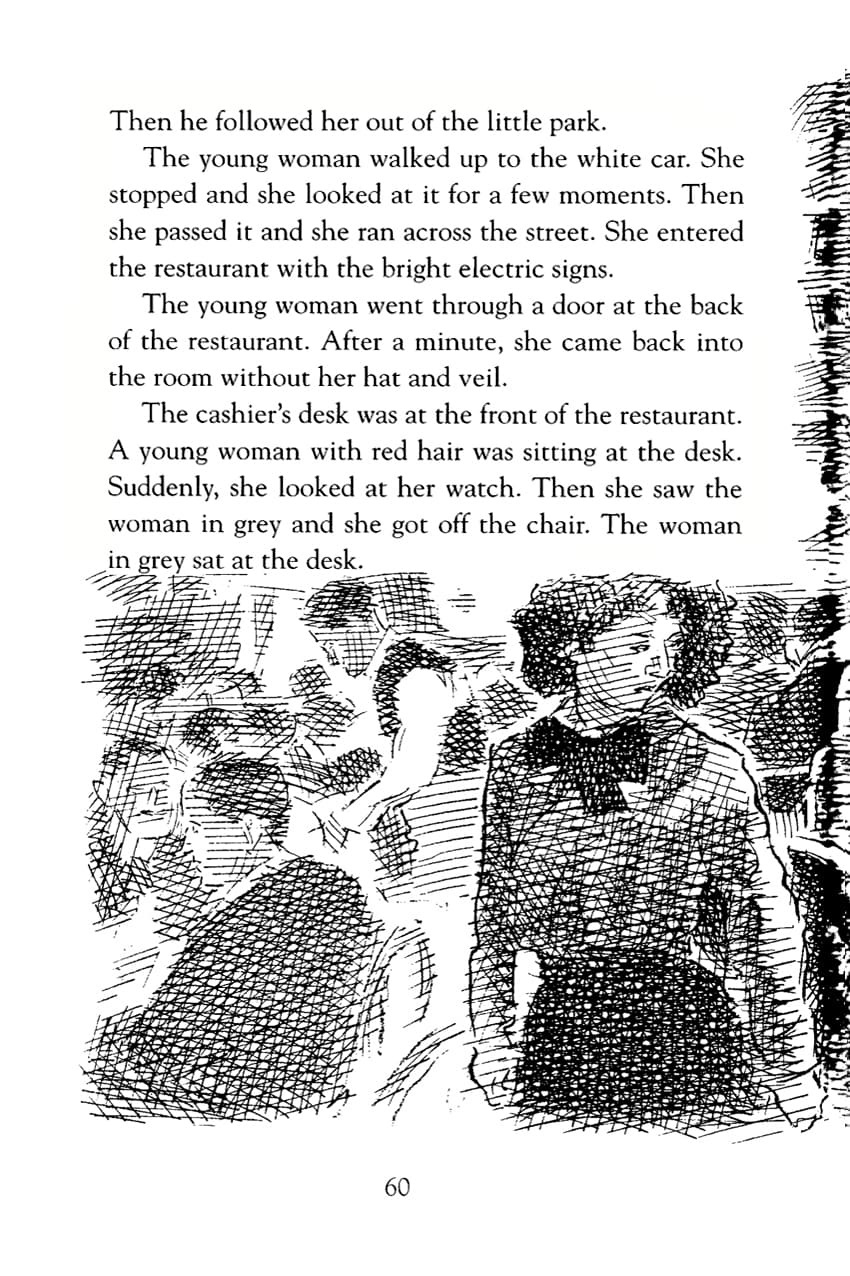 Then he followed her out of the little park.
The young woman walked up to the white car. She
stopped and she looked at it for a few moments. Then
she passed it and she ran across the street. She entered
the restaurant with the bright electric signs.
The young woman went through a door at the back
of the restaurant. After a minute, she came back into
the room without her hat and veil.
The cashier's desk was at the front of the restaurant.
A young woman with red hair was sitting at the desk.
Suddenly, she looked at her watch. Then she saw the
woman in grey and she got off the chair. The woman
in grey sat at the desk.
60